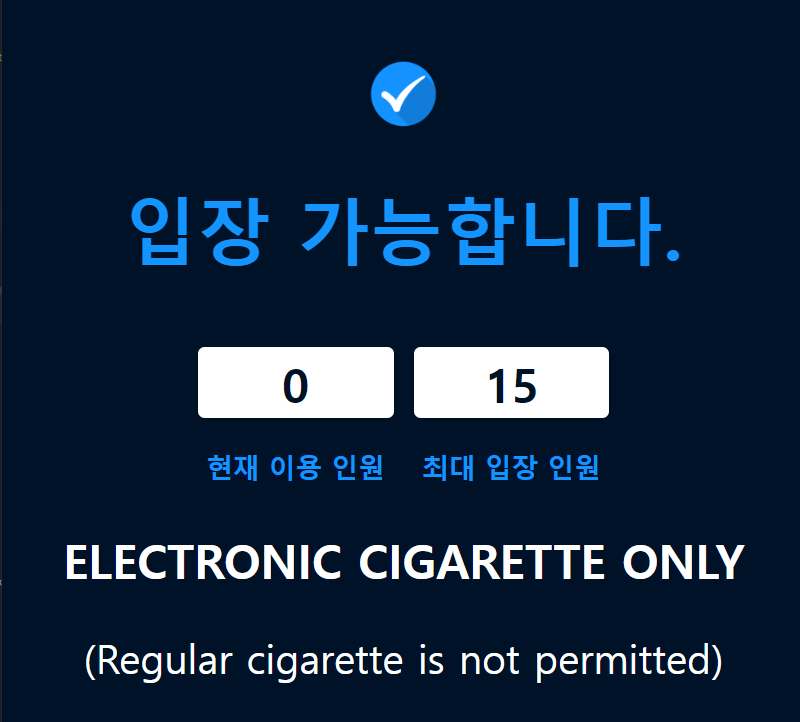 입장 가능합니다.
0 15
현재 이용 인원 최대 입장 인원
ELECTRONIC CIGARETTE ONLY
(Regular cigarette is not permitted)